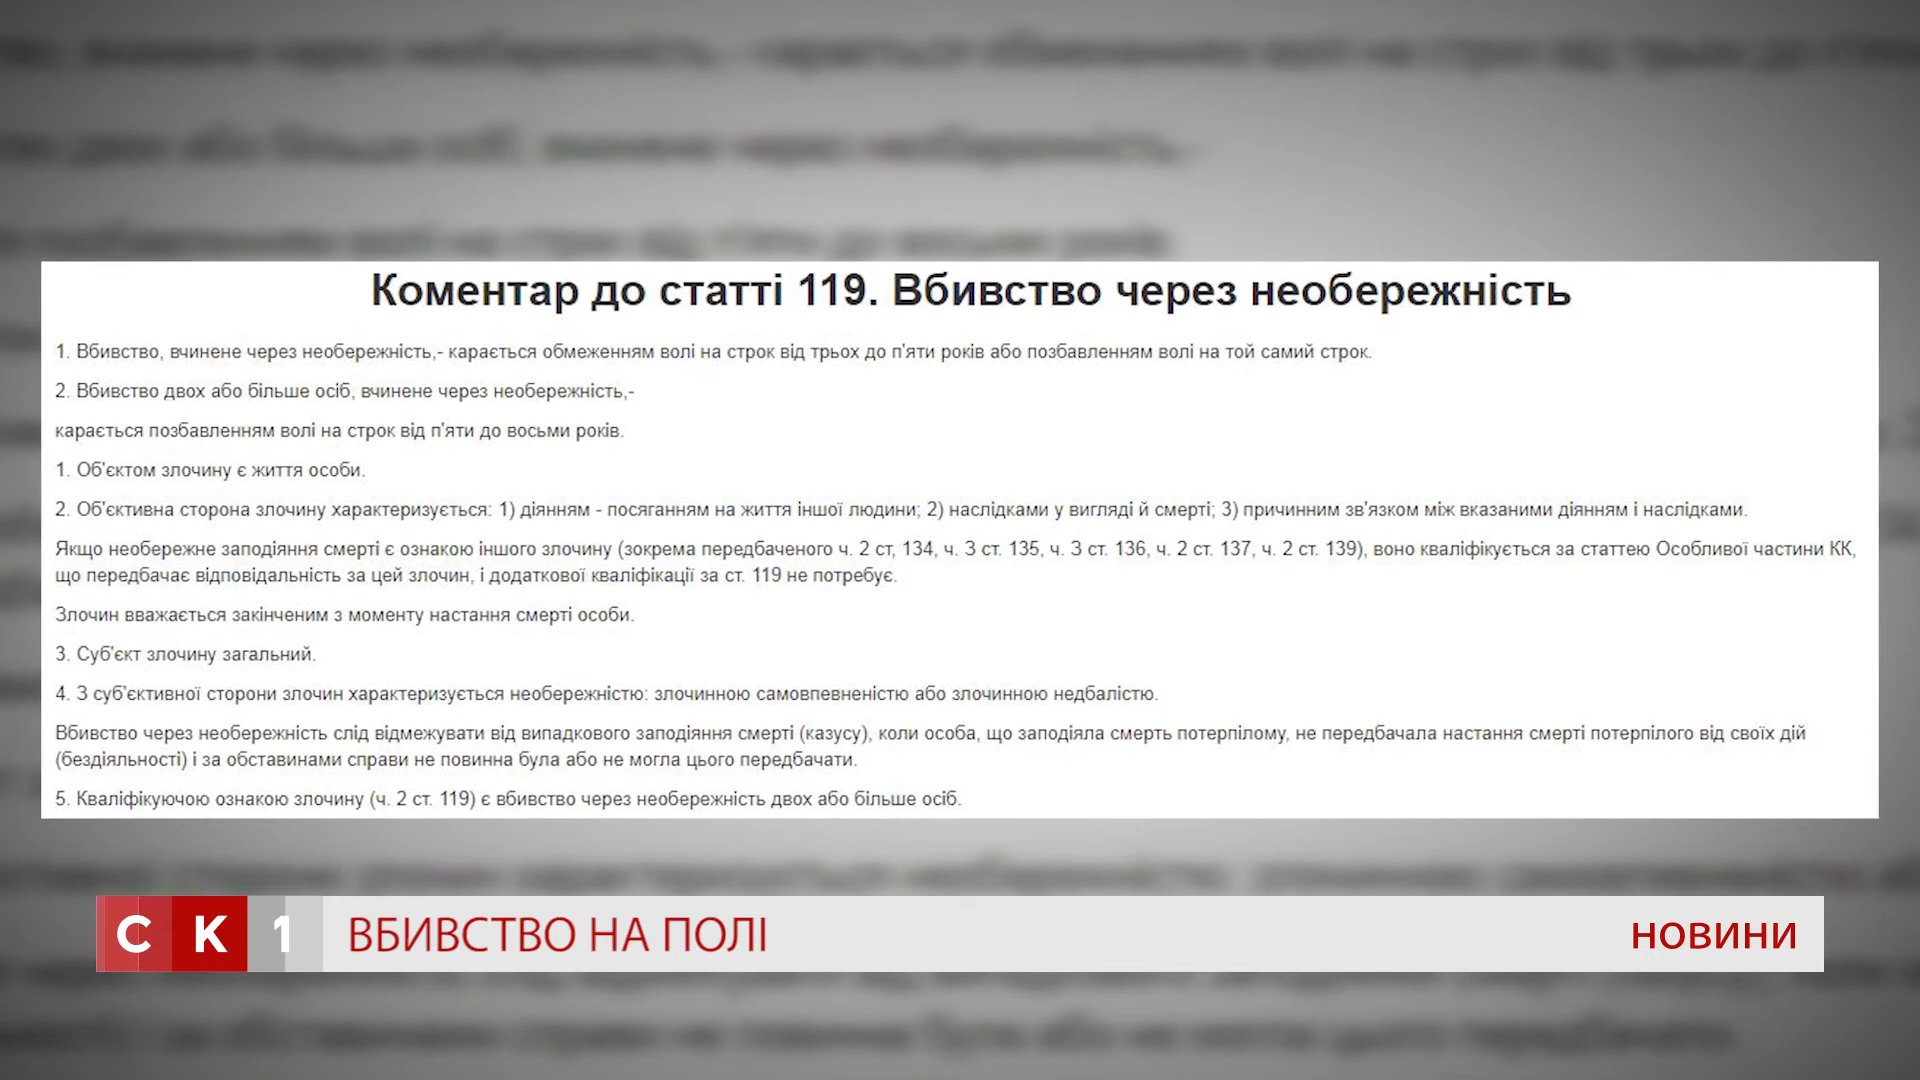 Коментар до статті 119. Вбивство через необережність
1. Вбивство, вчинене через необережність,- карається обмеженням волі на строк від трьох до п'яти років або позбавленням волі на той самий строк.
2. Вбивство двох або більше осіб, вчинене через необережність,-
карається позбавленням волі на строк від п'яти до восьми років.
1. Об'єктом злочину є життя особи.
2. Об'єктивна сторона злочину характеризується: 1) діянням - посяганням на життя іншої людини; 2) наслідками у вигляді й смерті; 3) причинним зв'язком між вказаними діянням і наслідками.
Якщо необережне заподіяння смерті є ознакою іншого злочину (зокрема передбаченого ч. 2 ст, 134, ч. 3 ст. 135, ч. 3 ст. 136, ч. 2 ст. 137, ч. 2 ст. 139), воно кваліфікується за статтею Особливої частини КК,
що передбачає відповідальність за цей злочин, і додаткової кваліфікації за ст. 119 не потребує.
Злочин вважається закінченим з моменту настання смерті особи.
3. Суб'єкт злочину загальний.
4. З суб'єктивної сторони злочин характеризується необережністю: злочинною самовпевненістю або злочинною недбалістю.
Вбивство через необережність слід відмежувати від випадкового заподіяння смерті (казусу), коли особа, що заподіяла смерть потерпілому, не передбачала настання смерті потерпілого від своїх дій
(бездіяльності) і за обставинами справи не повинна була або не могла цього передбачати.
5. Кваліфікуючою ознакою злочину (ч. 2 ст. 119) є вбивство через необережність двох або більше осіб.
СК1 ВБИВСТВО НА ПОЛІ НОВИНИ